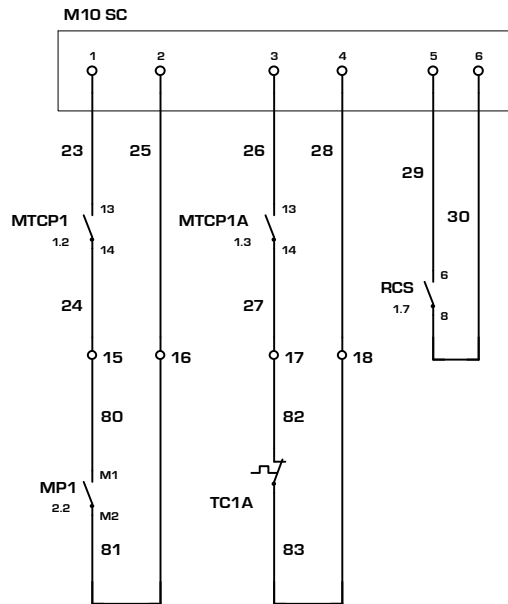 M10 SC
1 2 3 4 5 6
23 25 26 28
29
13 13
MTCP1 MTCP1A 30
1.2 1.3
14 14
6
RCS
24 27 1.7
8
15 16 17 18
80 82
M1
MP1
2.2 TC1A
M2
81 83